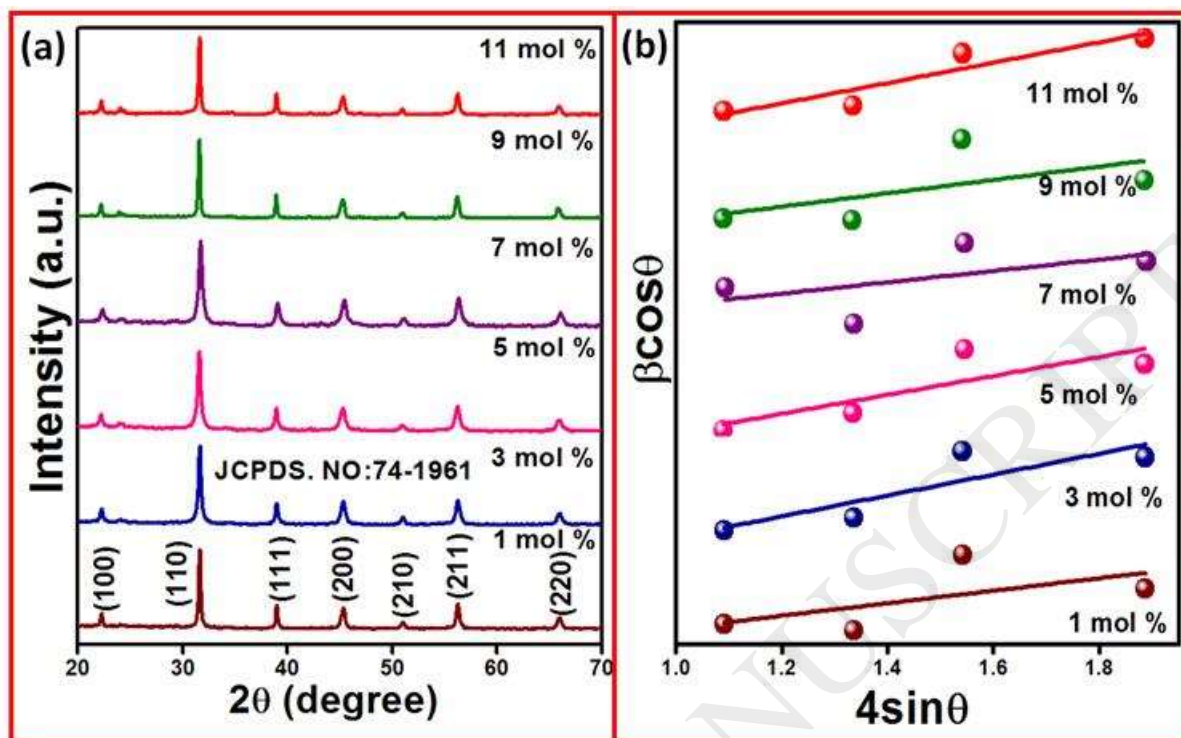 (a)
11 mol %
9 mol %
7 mol %
5 mol %
JCPDS. NO:74-1961
3 mol %
1 mol %
(100)
(110)
(111)
(200)
(210)
(211)
(220)
Intensity (a.u.)
20 30 40 50 60 70
2θ (degree)
(b)
11 mol %
9 mol %
7 mol %
5 mol %
3 mol %
1 mol %
βcosθ
1.0 1.2 1.4 1.6 1.8
4sinθ
NUSCRIPT